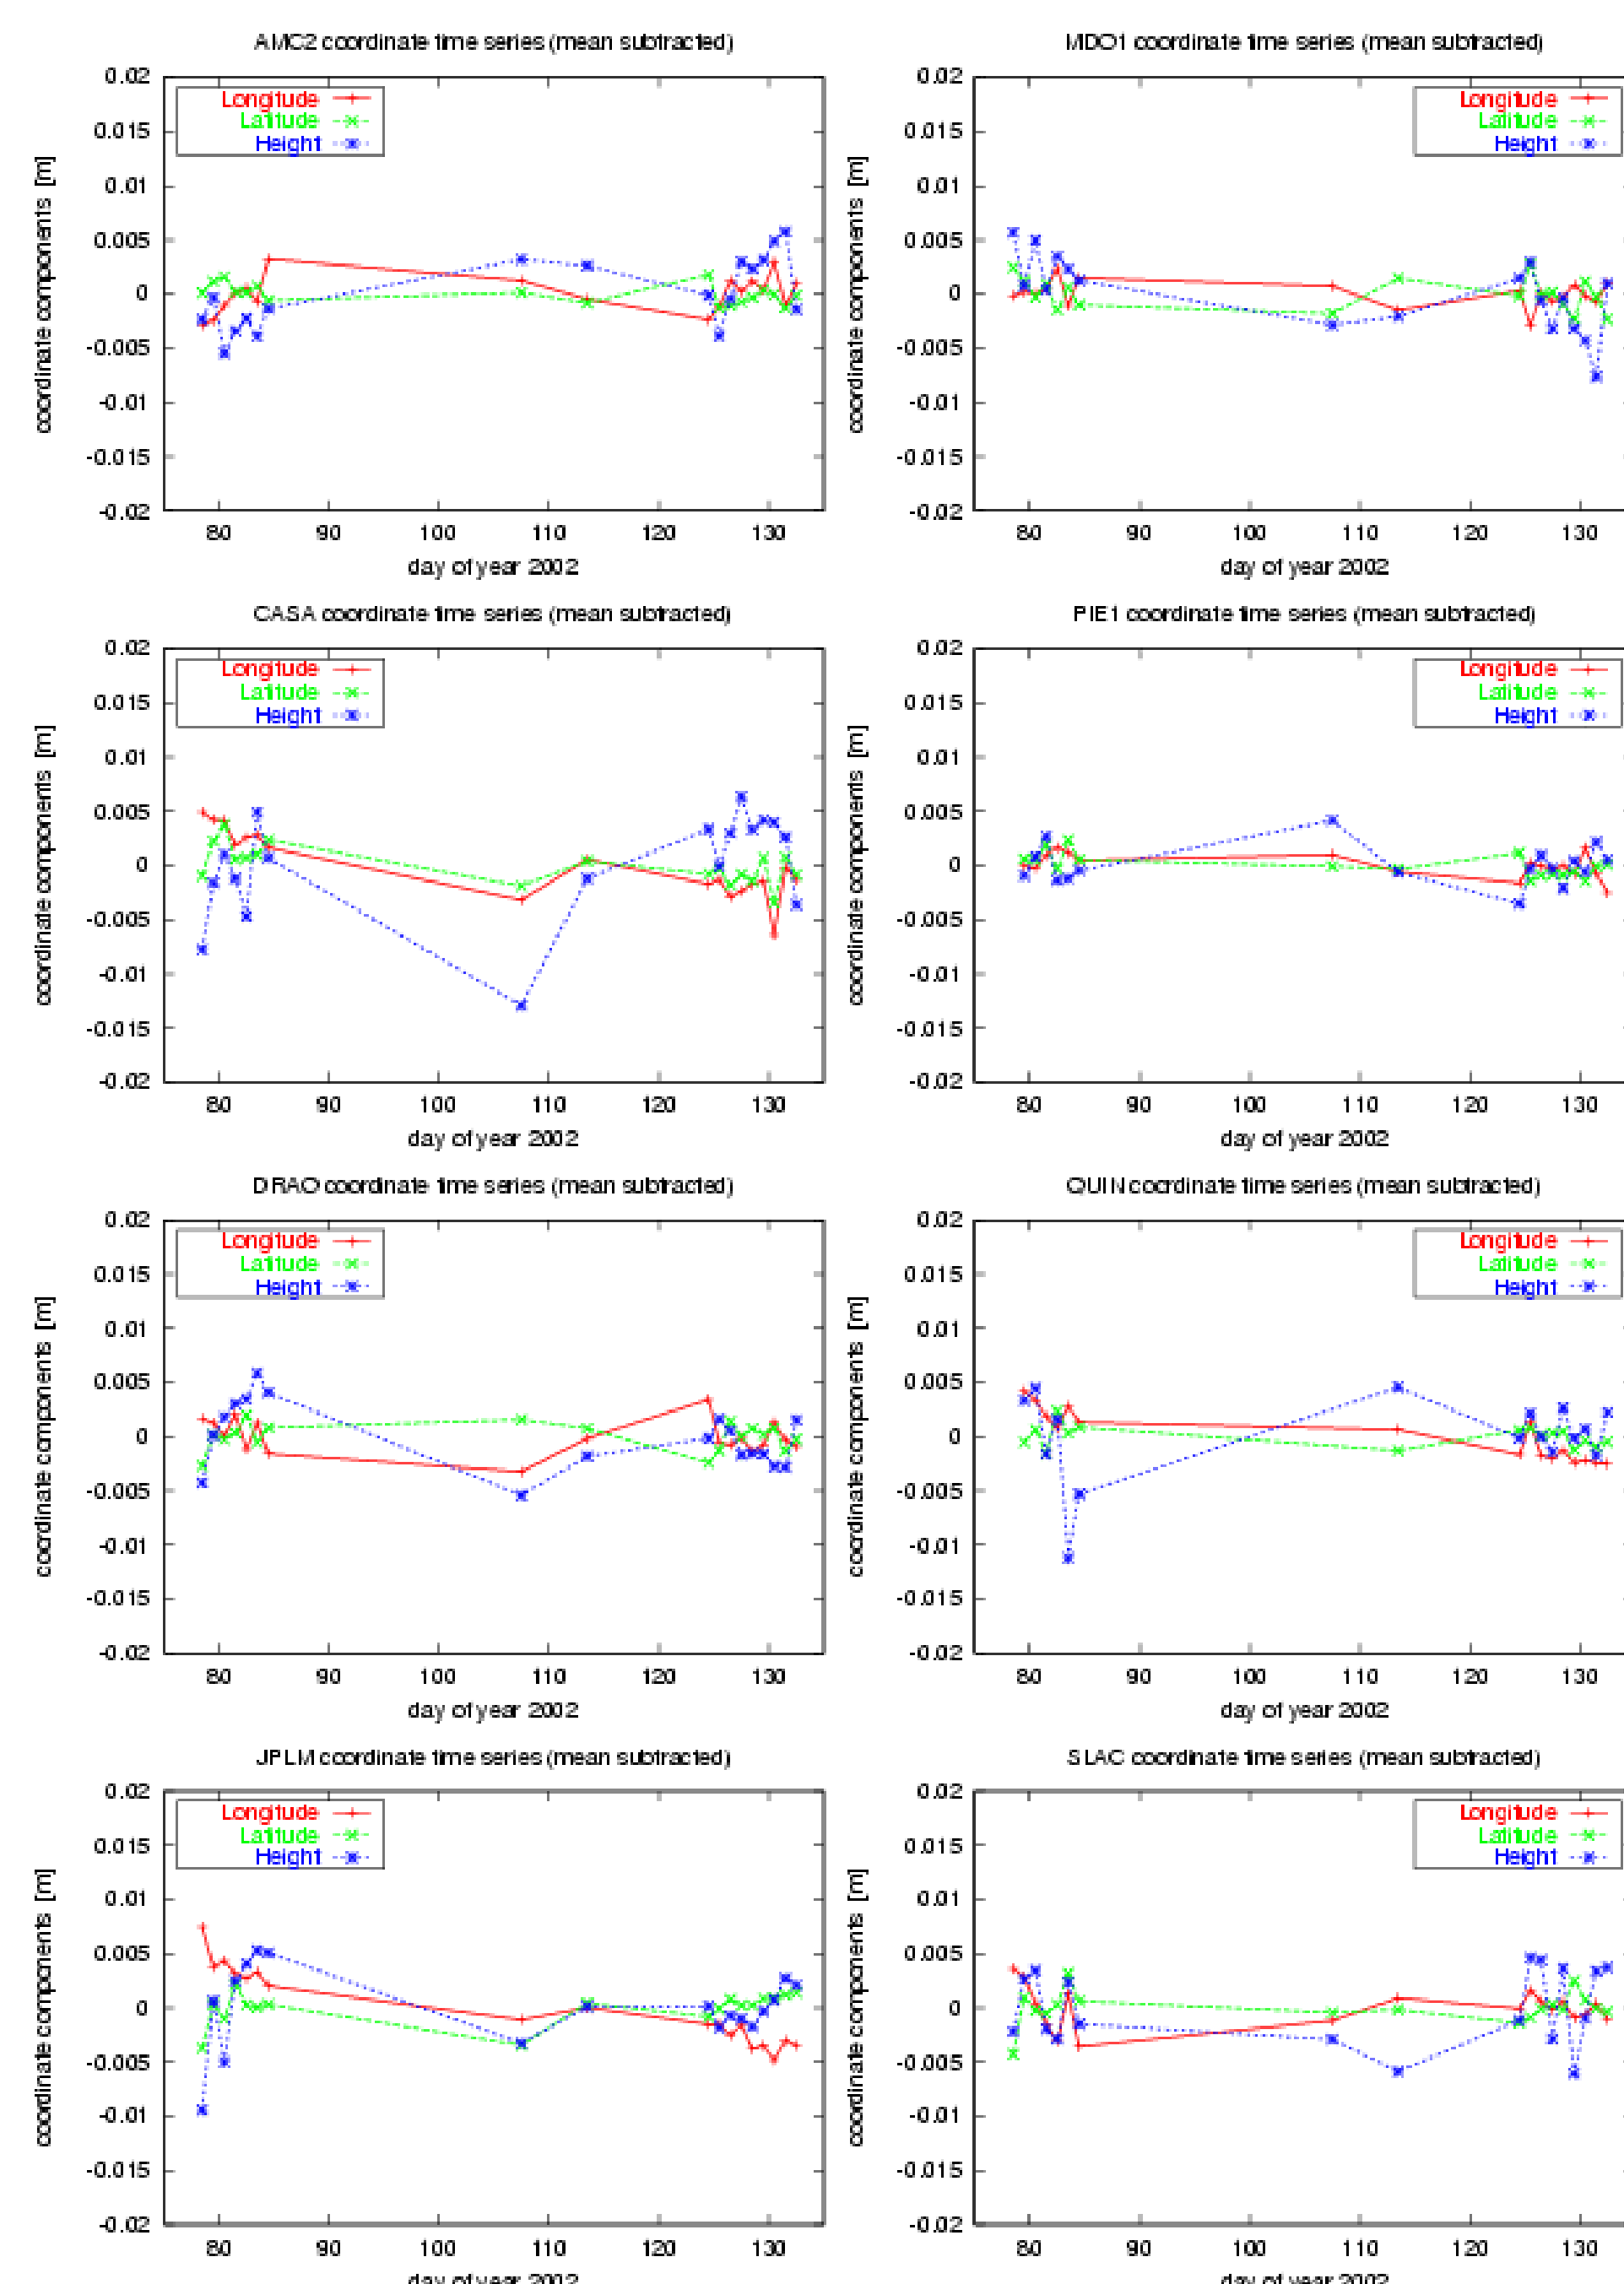 AMC2 coordinate time series (mean subtracted)
0.02
0.015
0.01
0.005
0
-0.005
-0.01
-0.015
-0.02
coordinate components [m]
Longitude
Latitude
Height
80 90 100 110 120 130
day of year 2002
MDO1 coordinate time series (mean subtracted)
0.02
0.015
0.01
0.005
0
-0.005
-0.01
-0.015
-0.02
coordinate components [m]
Longitude
Latitude
Height
80 90 100 110 120 130
day of year 2002
CASA coordinate time series (mean subtracted)
0.02
0.015
0.01
0.005
0
-0.005
-0.01
-0.015
-0.02
coordinate components [m]
Longitude
Latitude
Height
80 90 100 110 120 130
day of year 2002
PIE1 coordinate time series (mean subtracted)
0.02
0.015
0.01
0.005
0
-0.005
-0.01
-0.015
-0.02
coordinate components [m]
Longitude
Latitude
Height
80 90 100 110 120 130
day of year 2002
DRAO coordinate time series (mean subtracted)
0.02
0.015
0.01
0.005
0
-0.005
-0.01
-0.015
-0.02
coordinate components [m]
Longitude
Latitude
Height
80 90 100 110 120 130
day of year 2002
QUIN coordinate time series (mean subtracted)
0.02
0.015
0.01
0.005
0
-0.005
-0.01
-0.015
-0.02
coordinate components [m]
Longitude
Latitude
Height
80 90 100 110 120 130
day of year 2002
JPLM coordinate time series (mean subtracted)
0.02
0.015
0.01
0.005
0
-0.005
-0.01
-0.015
-0.02
coordinate components [m]
Longitude
Latitude
Height
80 90 100 110 120 130
day of year 2002
SLAC coordinate time series (mean subtracted)
0.02
0.015
0.01
0.005
0
-0.005
-0.01
-0.015
-0.02
coordinate components [m]
Longitude
Latitude
Height
80 90 100 110 120 130
day of year 2002